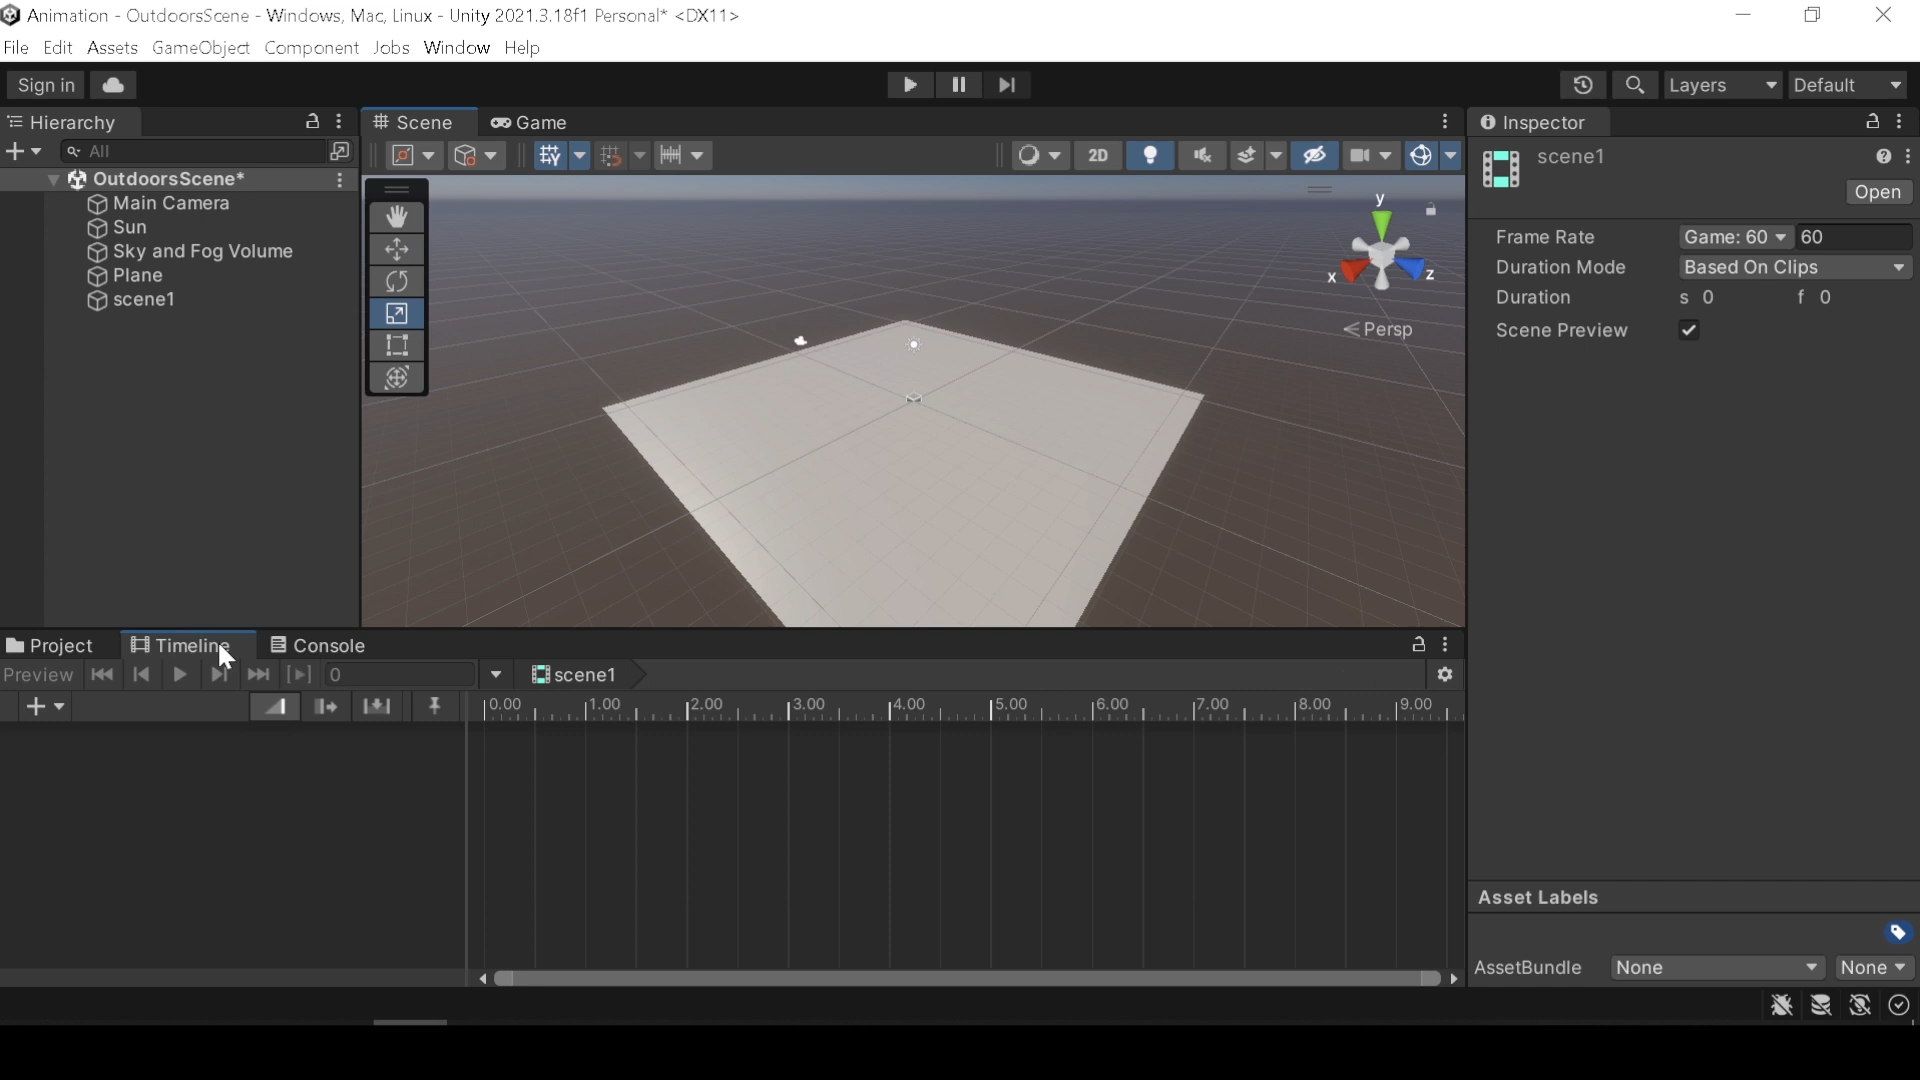 Animation - OutdoorsScene - Windows, Mac, Linux - Unity 2021.3.18f1 Personal* <DX11>
File Edit Assets GameObject Component Jobs Window Help
Sign in Layers Default
Hierarchy Scene Game Inspector
All 2D scene1
OutdoorsScene* Open
Main Camera
Sun
Sky and Fog Volume
Plane
scene1
y
x z
Persp
Frame Rate Game: 60 60
Duration Mode Based On Clips
Duration s 0 f 0
Scene Preview
Project Timeline Console
Preview 0 scene1
0.00 1.00 2.00 3.00 4.00 5.00 6.00 7.00 8.00 9.00
Asset Labels
AssetBundle None None